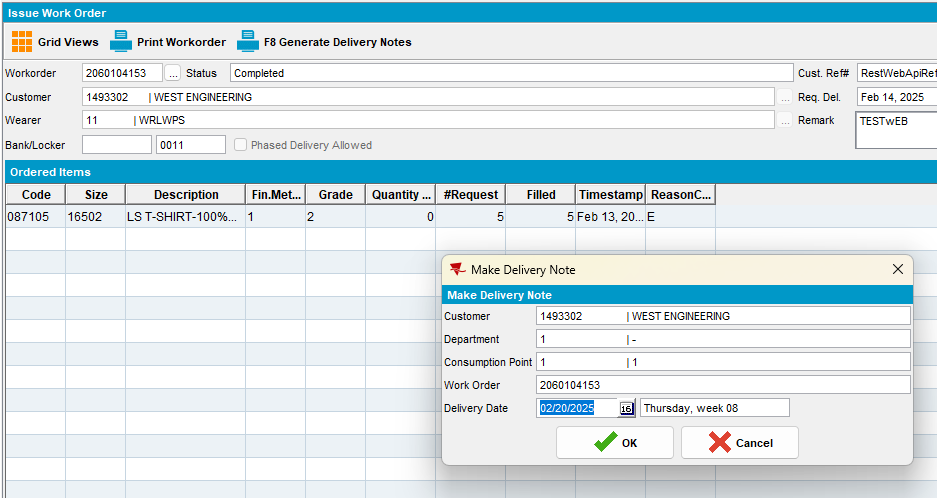 Issue Work Order
Grid Views Print Workorder F8 Generate Delivery Notes
Workorder 2060104153 ... Status Completed Cust. Ref# RestWebApiRef
Customer 1493302 | WEST ENGINEERING ... Req. Del. Feb 14, 2025
Wearer 11 | WRLWPS ... Remark TESTwEB
Bank/Locker 0011 Phased Delivery Allowed
Ordered Items
Code Size Description Fin.Met... Grade Quantity ... #Request Filled Timestamp ReasonC...
087105 16502 LS T-SHIRT-100%... 1 2 0 5 5 Feb 13, 20... E
Make Delivery Note
Make Delivery Note
Customer 1493302 | WEST ENGINEERING
Department 1 | -
Consumption Point 1 | 1
Work Order 2060104153
Delivery Date 02/20/2025 16 Thursday, week 08
OK Cancel